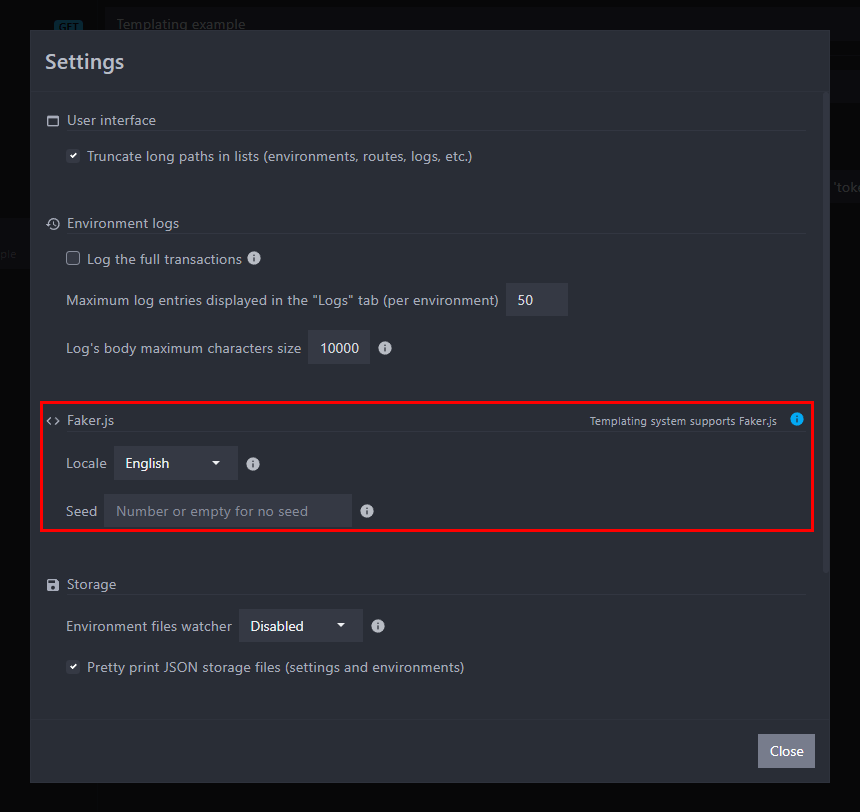 GET Templating example
Settings
User interface
Truncate long paths in lists (environments, routes, logs, etc.)
'toke
Environment logs
ple
Log the full transactions
Maximum log entries displayed in the "Logs" tab (per environment) 50
Log's body maximum characters size 10000
Faker.js Templating system supports Faker.js
Locale English
Seed Number or empty for no seed
Storage
Environment files watcher Disabled
Pretty print JSON storage files (settings and environments)
Close